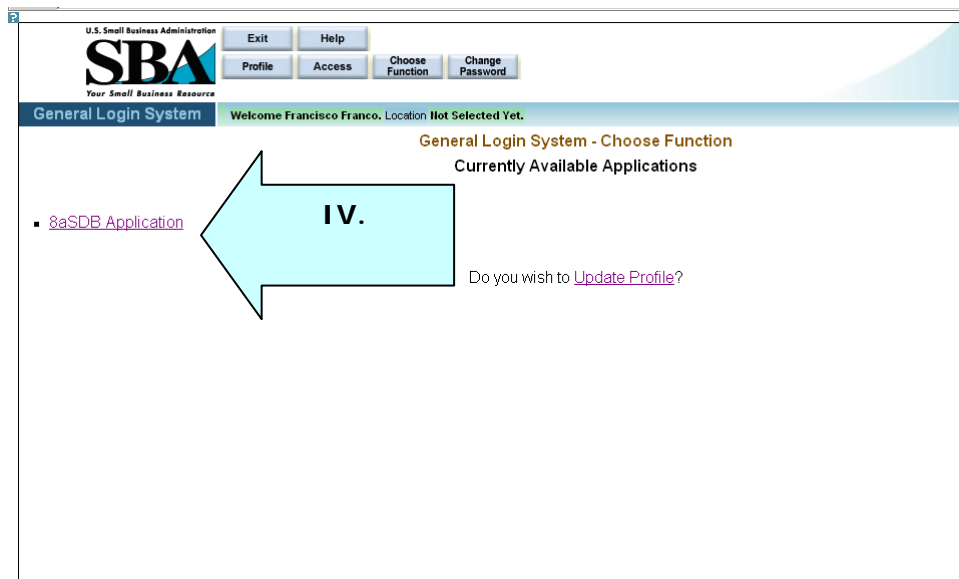 U.S. Small Business Administration
SBA
Your Small Business Resource
Exit Help
Profile Access Choose Function Change Password
General Login System
Welcome Francisco Franco. Location Not Selected Yet.
General Login System - Choose Function
Currently Available Applications
IV.
▪ 8aSDB Application
Do you wish to Update Profile?